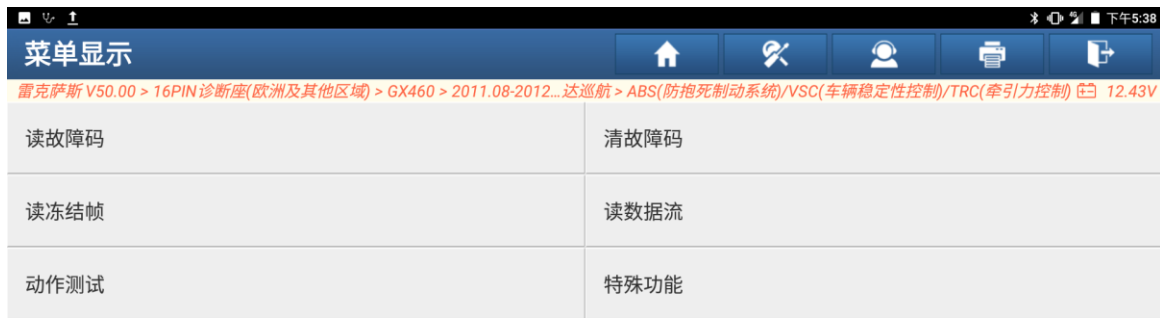 下午5:38
菜单显示
雷克萨斯 V50.00 > 16PIN诊断座(欧洲及其他区域) > GX460 > 2011.08-2012...达巡航 > ABS(防抱死制动系统)/VSC(车辆稳定性控制)/TRC(牵引力控制) 12.43V
读故障码 清故障码
读冻结帧 读数据流
动作测试 特殊功能